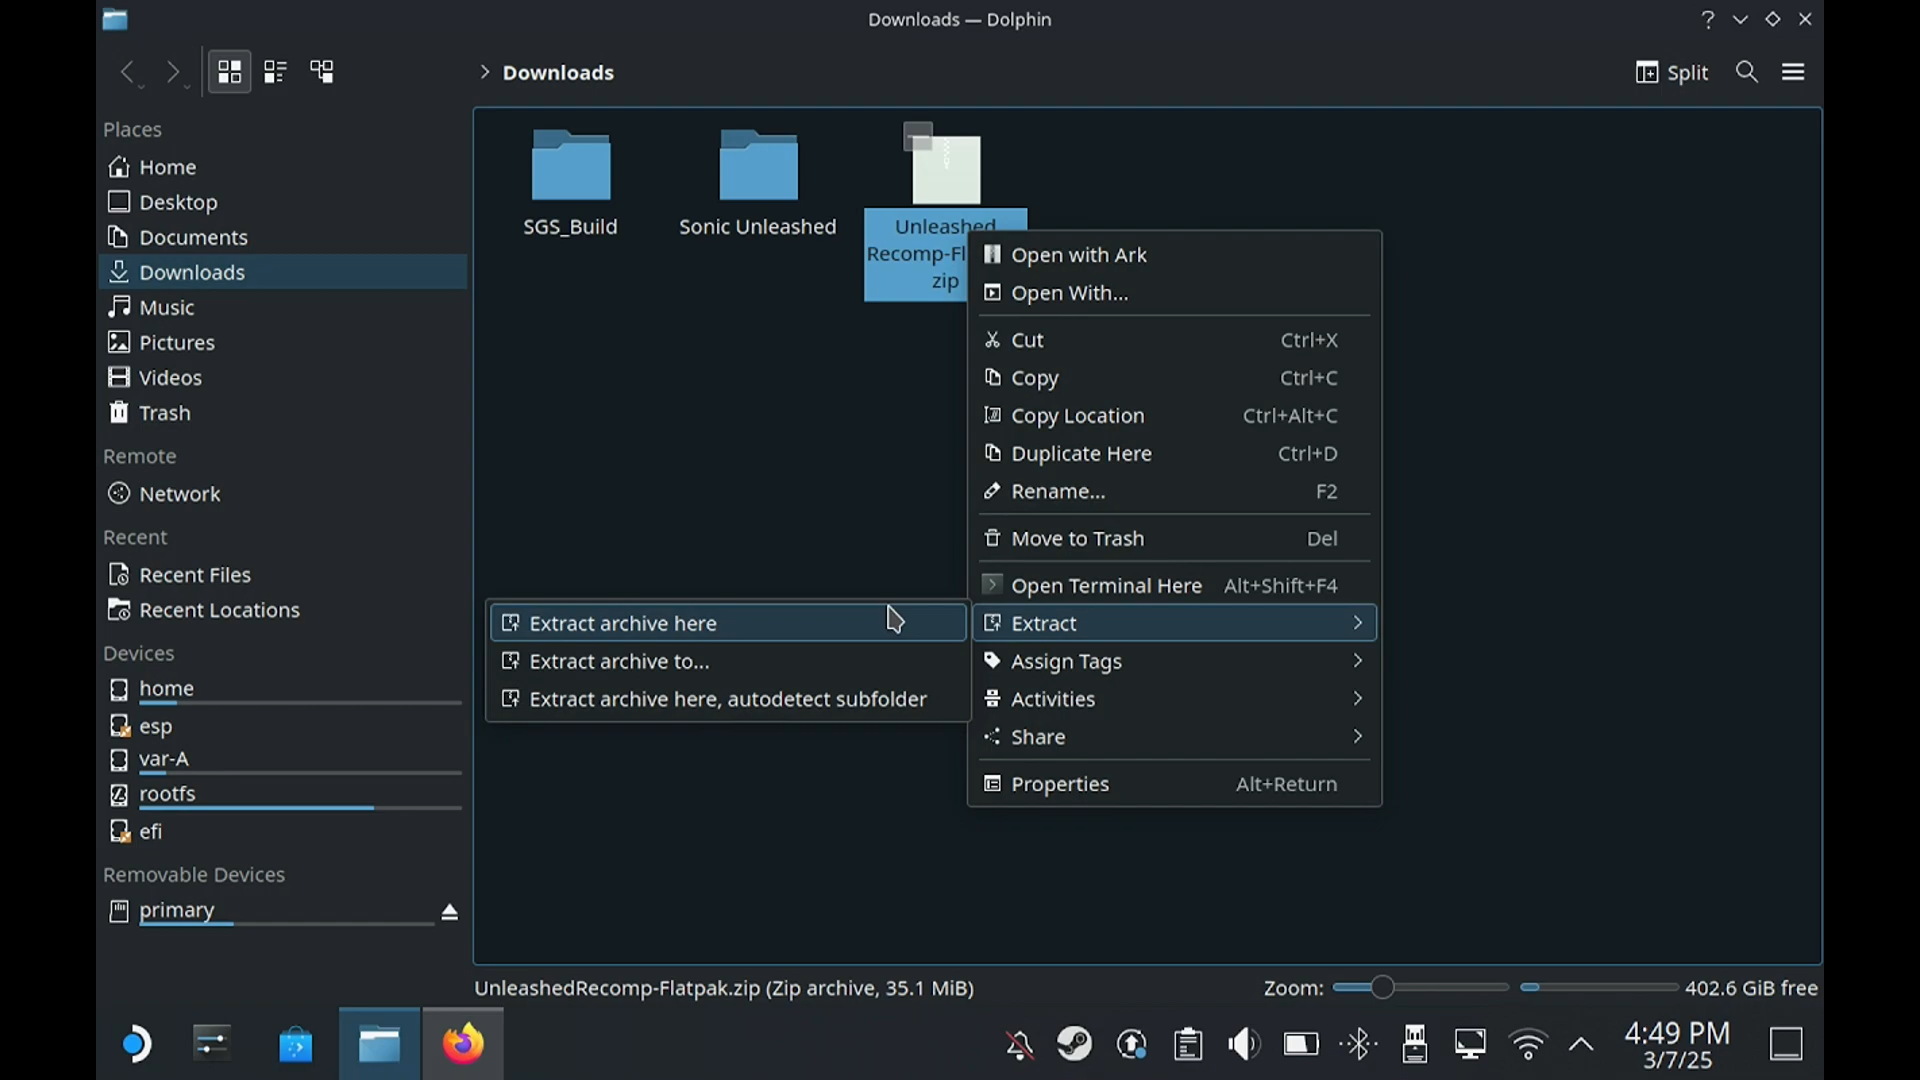 Downloads — Dolphin
Downloads
Split
Places
Home
Desktop
Documents
Downloads
Music
Pictures
Videos
Trash
Remote
Network
Recent
Recent Files
Recent Locations
Devices
home
esp
var-A
rootfs
efi
Removable Devices
primary
SGS_Build
Sonic Unleashed
Unleashed
Recomp-Fl
zip
Open with Ark
Open With...
Cut Ctrl+X
Copy Ctrl+C
Copy Location Ctrl+Alt+C
Duplicate Here Ctrl+D
Rename... F2
Move to Trash Del
Open Terminal Here Alt+Shift+F4
Extract
Assign Tags
Activities
Share
Properties Alt+Return
Extract archive here
Extract archive to...
Extract archive here, autodetect subfolder
UnleashedRecomp-Flatpak.zip (Zip archive, 35.1 MiB)
Zoom:
402.6 GiB free
4:49 PM
3/7/25